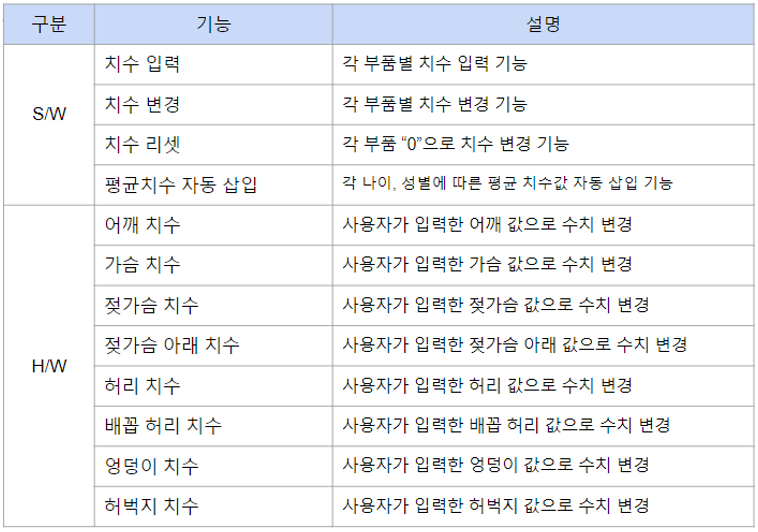 구분 기능 설명
S/W
치수 입력 각 부품별 치수 입력 기능
치수 변경 각 부품별 치수 변경 기능
치수 리셋 각 부품 “0”으로 치수 변경 기능
평균치수 자동 삽입 각 나이, 성별에 따른 평균 치수값 자동 삽입 기능
H/W
어깨 치수 사용자가 입력한 어깨 값으로 수치 변경
가슴 치수 사용자가 입력한 가슴 값으로 수치 변경
젖가슴 치수 사용자가 입력한 젖가슴 값으로 수치 변경
젖가슴 아래 치수 사용자가 입력한 젖가슴 아래 값으로 수치 변경
허리 치수 사용자가 입력한 허리 값으로 수치 변경
배꼽 허리 치수 사용자가 입력한 배꼽 허리 값으로 수치 변경
엉덩이 치수 사용자가 입력한 엉덩이 값으로 수치 변경
허벅지 치수 사용자가 입력한 허벅지 값으로 수치 변경